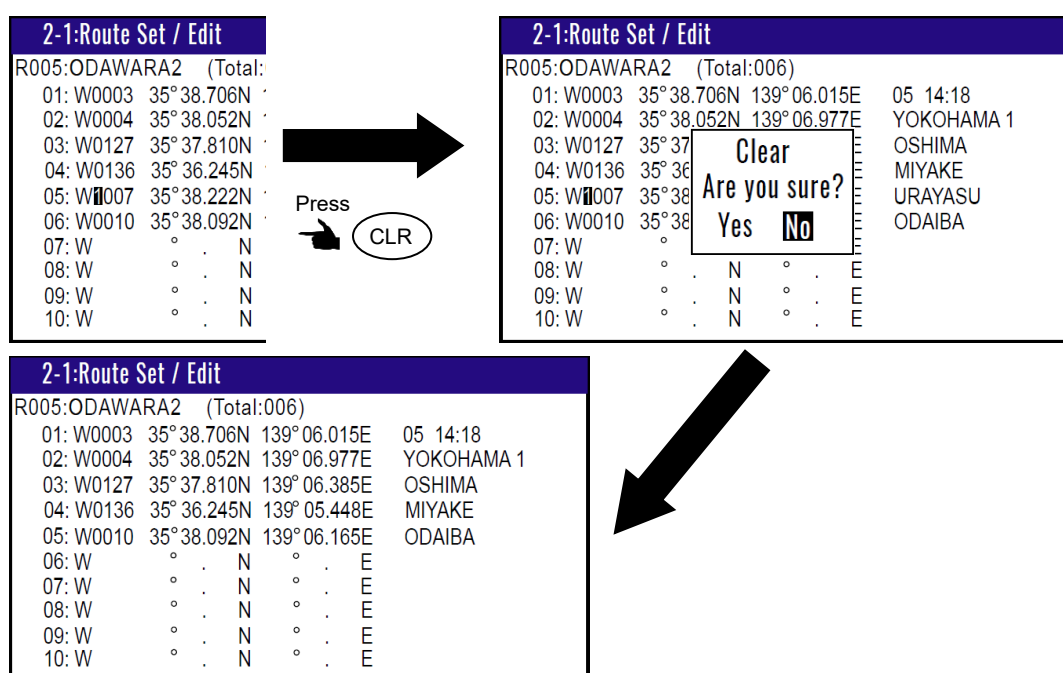 2-1:Route Set / Edit
R005:ODAWARA2 (Total:
01: W0003 35°38.706N
02: W0004 35°38.052N
03: W0127 35°37.810N
04: W0136 35°36.245N
05: W1007 35°38.222N
06: W0010 35°38.092N
07: W ° . N
08: W ° . N
09: W ° . N
10: W ° . N
Press
CLR
2-1:Route Set / Edit
R005:ODAWARA2 (Total:006)
01: W0003 35°38.706N 139°06.015E 05 14:18
02: W0004 35°38.052N 139°06.977E YOKOHAMA 1
03: W0127 35°37 E OSHIMA
04: W0136 35°36 E MIYAKE
05: W1007 35°38 E URAYASU
06: W0010 35°38 E ODAIBA
07: W ° E
08: W ° . N ° . E
09: W ° . N ° . E
10: W ° . N ° . E
Clear
Are you sure?
Yes No
2-1:Route Set / Edit
R005:ODAWARA2 (Total:006)
01: W0003 35°38.706N 139°06.015E 05 14:18
02: W0004 35°38.052N 139°06.977E YOKOHAMA 1
03: W0127 35°37.810N 139°06.385E OSHIMA
04: W0136 35°36.245N 139°05.448E MIYAKE
05: W0010 35°38.092N 139°06.165E ODAIBA
06: W ° . N ° . E
07: W ° . N ° . E
08: W ° . N ° . E
09: W ° . N ° . E
10: W ° . N ° . E